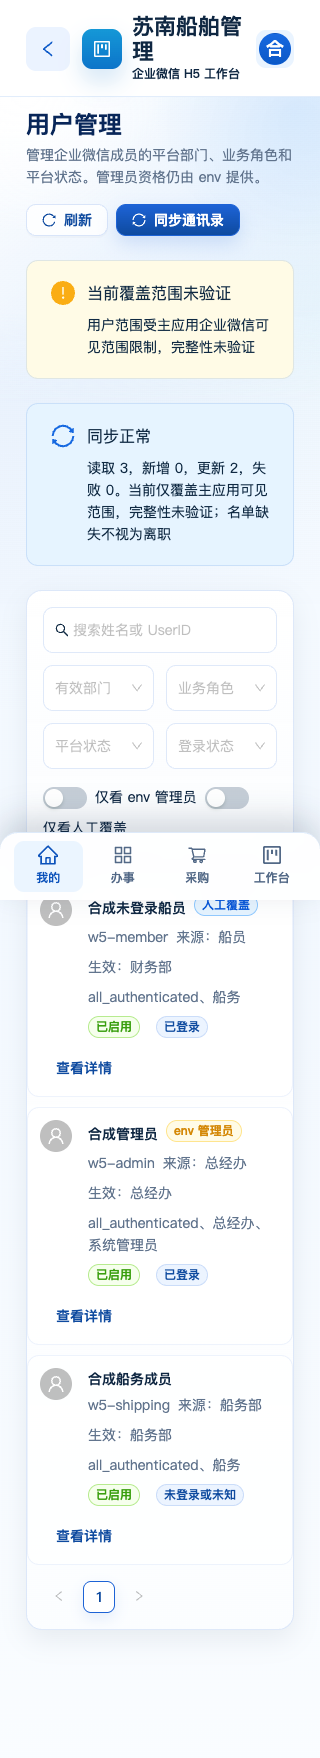 苏南船舶管
理
企业微信 H5 工作台
合
用户管理
管理企业微信成员的平台部门、业务角色和
平台状态。管理员资格仍由 env 提供。
刷新
同步通讯录
当前覆盖范围未验证
用户范围受主应用企业微信可
见范围限制，完整性未验证
同步正常
读取 3，新增 0，更新 2，失
败 0。当前仅覆盖主应用可见
范围，完整性未验证；名单缺
失不视为离职
搜索姓名或 UserID
有效部门
业务角色
平台状态
登录状态
仅看 env 管理员
仅看人工覆盖
我的
办事
采购
工作台
合成未登录船员
人工覆盖
w5-member 来源：船员
生效：财务部
all_authenticated、船务
已启用
已登录
查看详情
合成管理员
env 管理员
w5-admin 来源：总经办
生效：总经办
all_authenticated、总经办、
系统管理员
已启用
已登录
查看详情
合成船务成员
w5-shipping 来源：船务部
生效：船务部
all_authenticated、船务
已启用
未登录或未知
查看详情
1